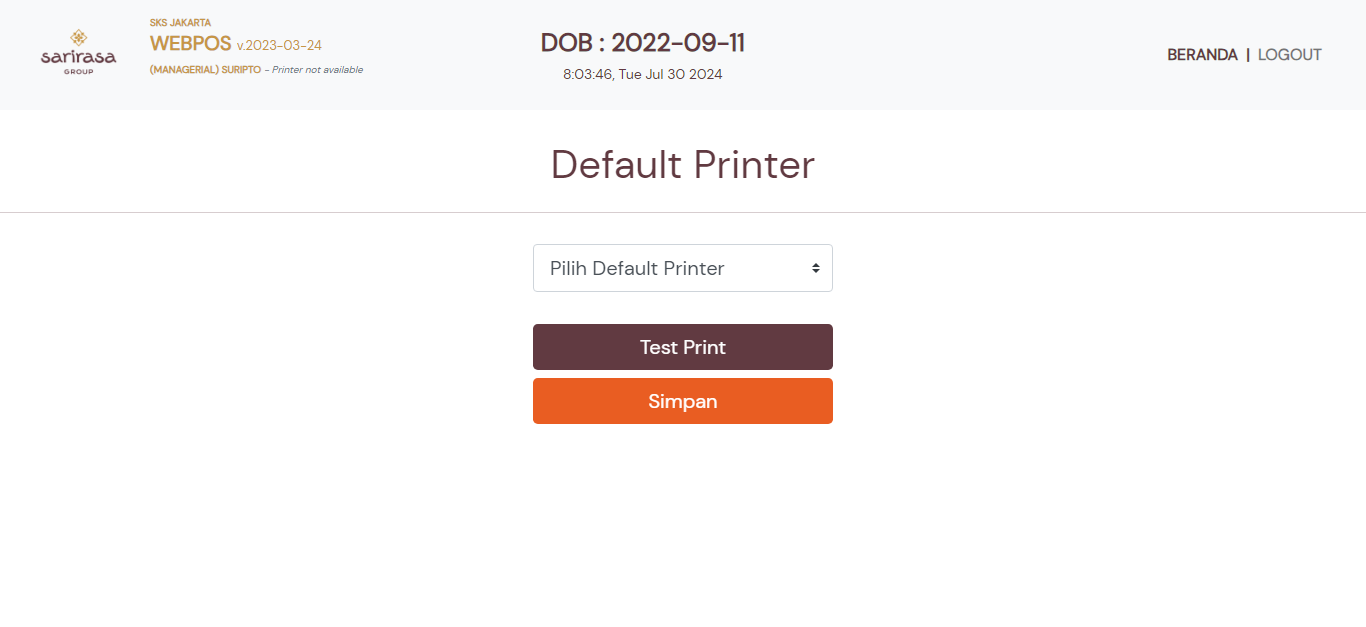 sarirasa
GROUP
SKS JAKARTA
WEBPOS v.2023-03-24
(MANAGERIAL) SURIPTO - Printer not available
DOB : 2022-09-11
8:03:46, Tue Jul 30 2024
BERANDA | LOGOUT
Default Printer
Pilih Default Printer
Test Print
Simpan